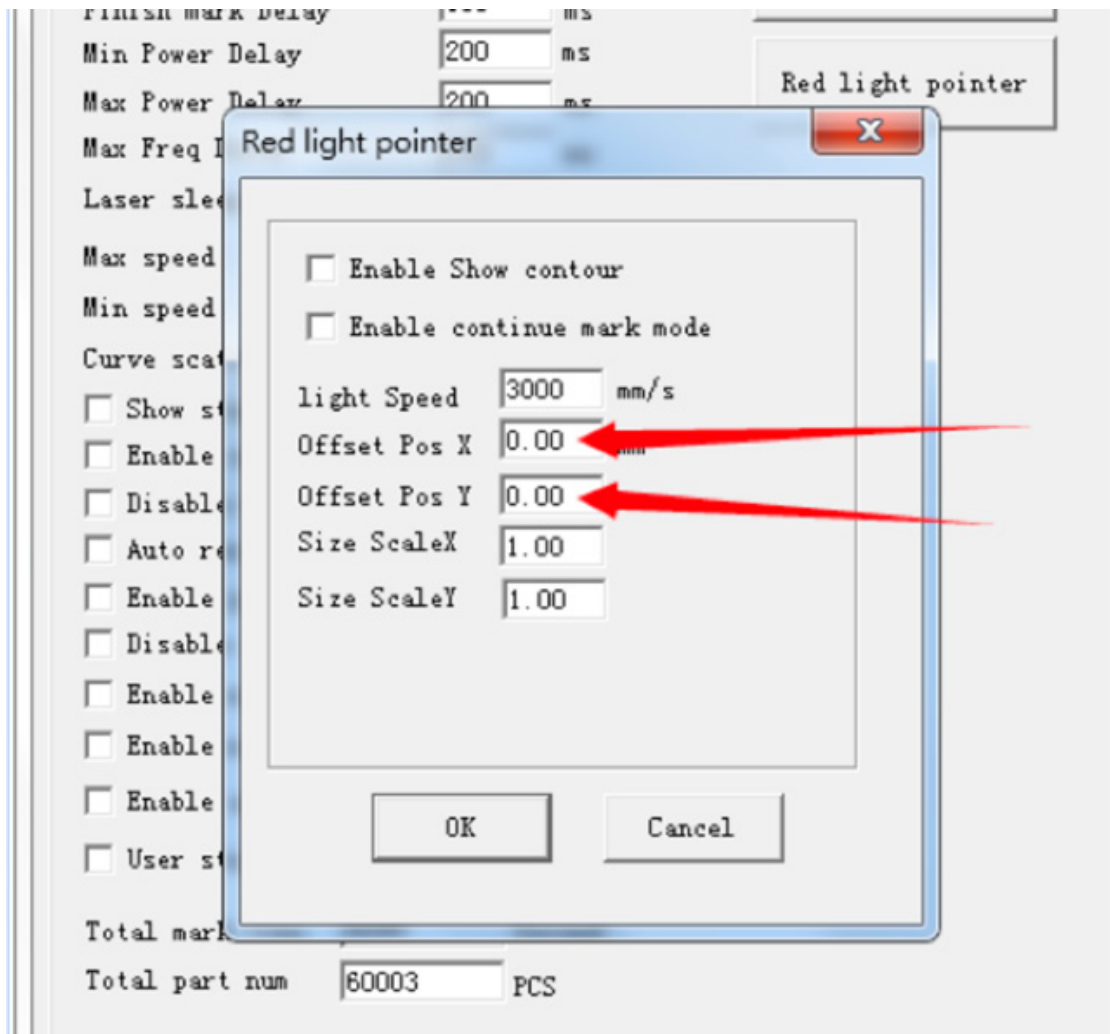 Finish mark Delay ms
Min Power Delay 200 ms
Max Power Delay 200 ms
Red light pointer
Max Freq
Laser
Max speed
Min speed
Curve
Show
Enable
Disable
Auto
Enable
Disable
Enable
Enable
Enable
User
Red light pointer
Enable Show contour
Enable continue mark mode
light Speed 3000 mm/s
Offset Pos X 0.00 mm
Offset Pos Y 0.00
Size ScaleX 1.00
Size ScaleY 1.00
OK Cancel
Total mark
Total part num 60003 PCS